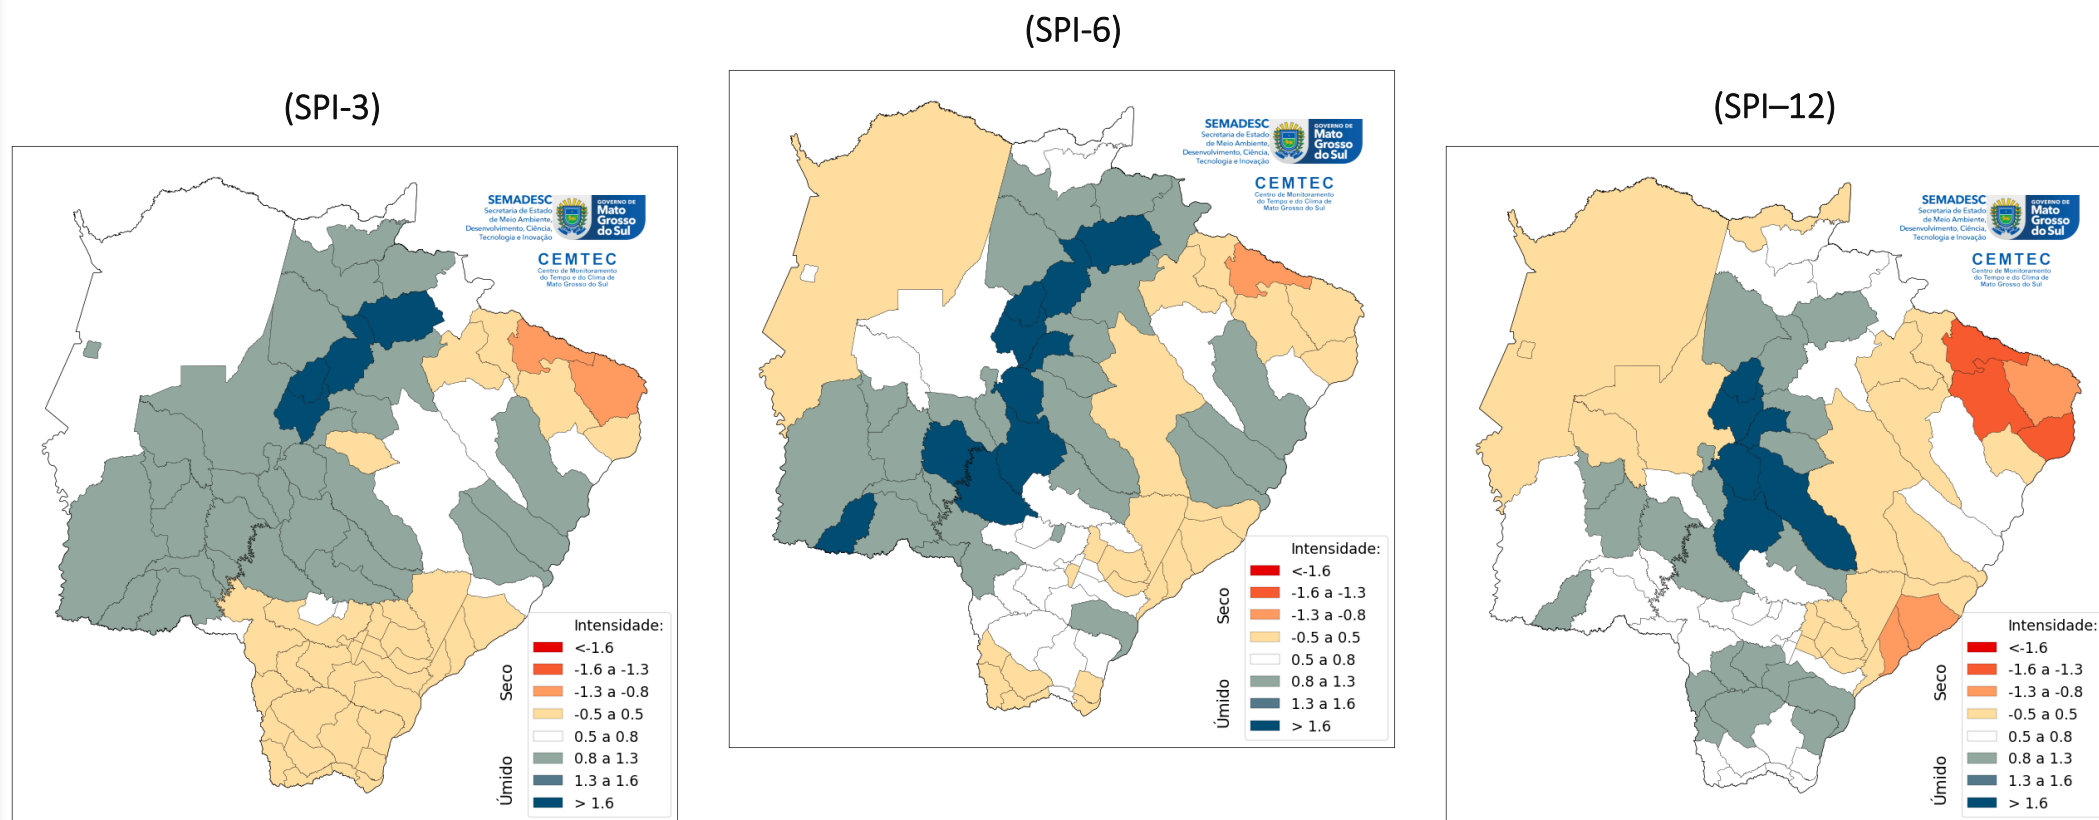 (SPI-3)
SEMADESC
Secretaria de Estado
de Meio Ambiente,
Desenvolvimento, Ciência,
Tecnologia e Inovação
GOVERNO DE
Mato
Grosso
do Sul
CEMTEC
Centro de Monitoramento
do Tempo e do Clima de
Mato Grosso do Sul
Intensidade:
<-1.6
-1.6 a -1.3
-1.3 a -0.8
-0.5 a 0.5
0.5 a 0.8
0.8 a 1.3
1.3 a 1.6
> 1.6
Seco
Úmido
(SPI-6)
SEMADESC
Secretaria de Estado
de Meio Ambiente,
Desenvolvimento, Ciência,
Tecnologia e Inovação
GOVERNO DE
Mato
Grosso
do Sul
CEMTEC
Centro de Monitoramento
do Tempo e do Clima de
Mato Grosso do Sul
Intensidade:
<-1.6
-1.6 a -1.3
-1.3 a -0.8
-0.5 a 0.5
0.5 a 0.8
0.8 a 1.3
1.3 a 1.6
> 1.6
Seco
Úmido
(SPI–12)
SEMADESC
Secretaria de Estado
de Meio Ambiente,
Desenvolvimento, Ciência,
Tecnologia e Inovação
GOVERNO DE
Mato
Grosso
do Sul
CEMTEC
Centro de Monitoramento
do Tempo e do Clima de
Mato Grosso do Sul
Intensidade:
<-1.6
-1.6 a -1.3
-1.3 a -0.8
-0.5 a 0.5
0.5 a 0.8
0.8 a 1.3
1.3 a 1.6
> 1.6
Seco
Úmido